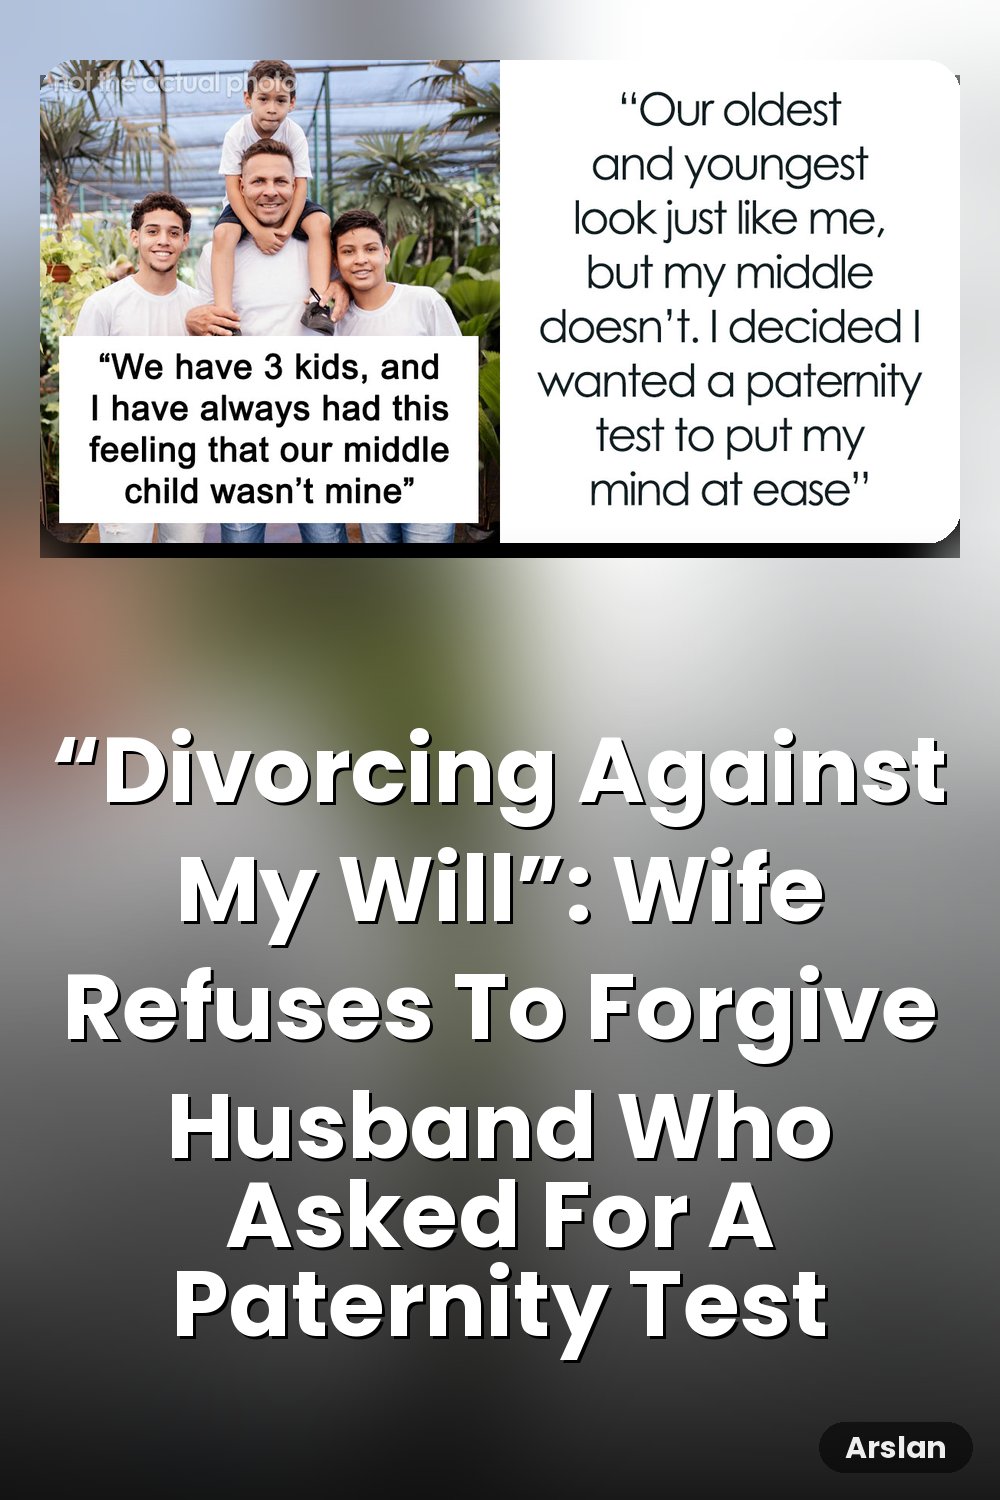 not the actual photo
“We have 3 kids, and
I have always had this
feeling that our middle
child wasn’t mine”
“Our oldest
and youngest
look just like me,
but my middle
doesn’t. I decided I
wanted a paternity
test to put my
mind at ease”
“Divorcing Against
My Will”: Wife
Refuses To Forgive
Husband Who
Asked For A
Paternity Test
Arslan